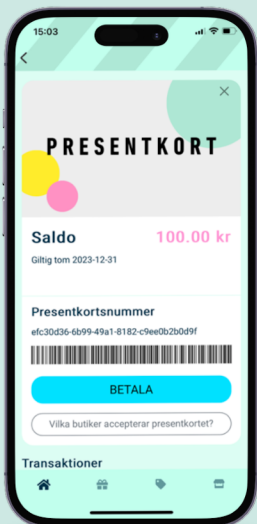 15:03
PRESENTKORT
Saldo 100.00 kr
Giltig tom 2023-12-31
Presentkortsnummer
efc30d36-6b99-49a1-8182-c9ee0b2b0d9f
BETALA
Vilka butiker accepterar presentkortet?
Transaktioner